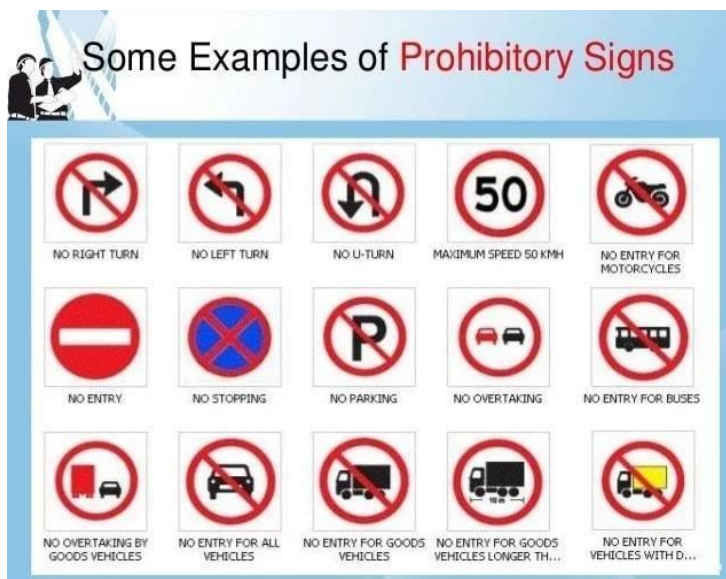 Some Examples of Prohibitory Signs
NO RIGHT TURN
NO LEFT TURN
NO U-TURN
50
MAXIMUM SPEED 50 KMH
NO ENTRY FOR
MOTORCYCLES
NO ENTRY
NO STOPPING
P
NO PARKING
NO OVERTAKING
NO ENTRY FOR BUSES
NO OVERTAKING BY
GOODS VEHICLES
NO ENTRY FOR ALL
VEHICLES
NO ENTRY FOR GOODS
VEHICLES
10 m
NO ENTRY FOR GOODS
VEHICLES LONGER TH...
NO ENTRY FOR
VEHICLES WITH D...